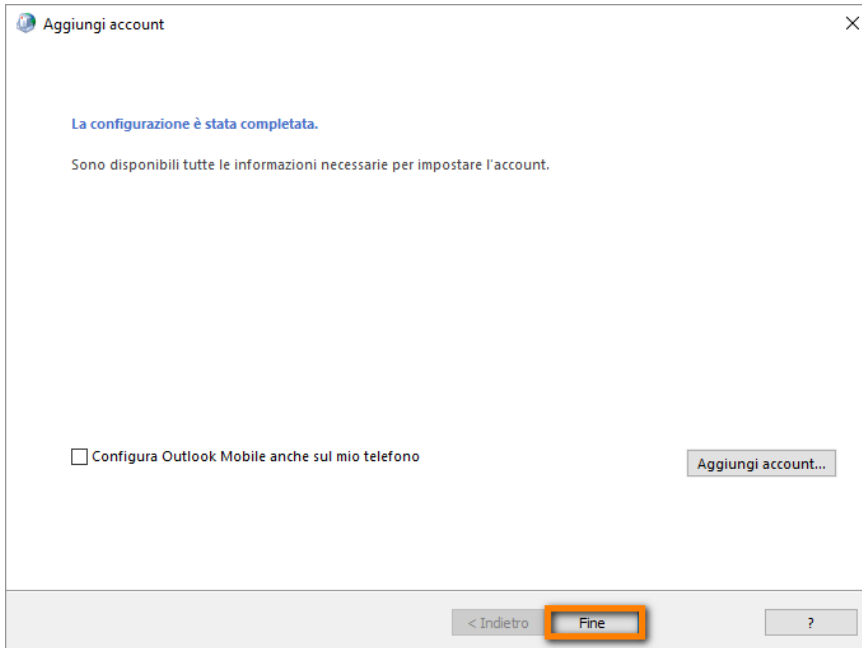 Aggiungi account
La configurazione è stata completata.
Sono disponibili tutte le informazioni necessarie per impostare l'account.
Configura Outlook Mobile anche sul mio telefono
Aggiungi account...
< Indietro
Fine
?